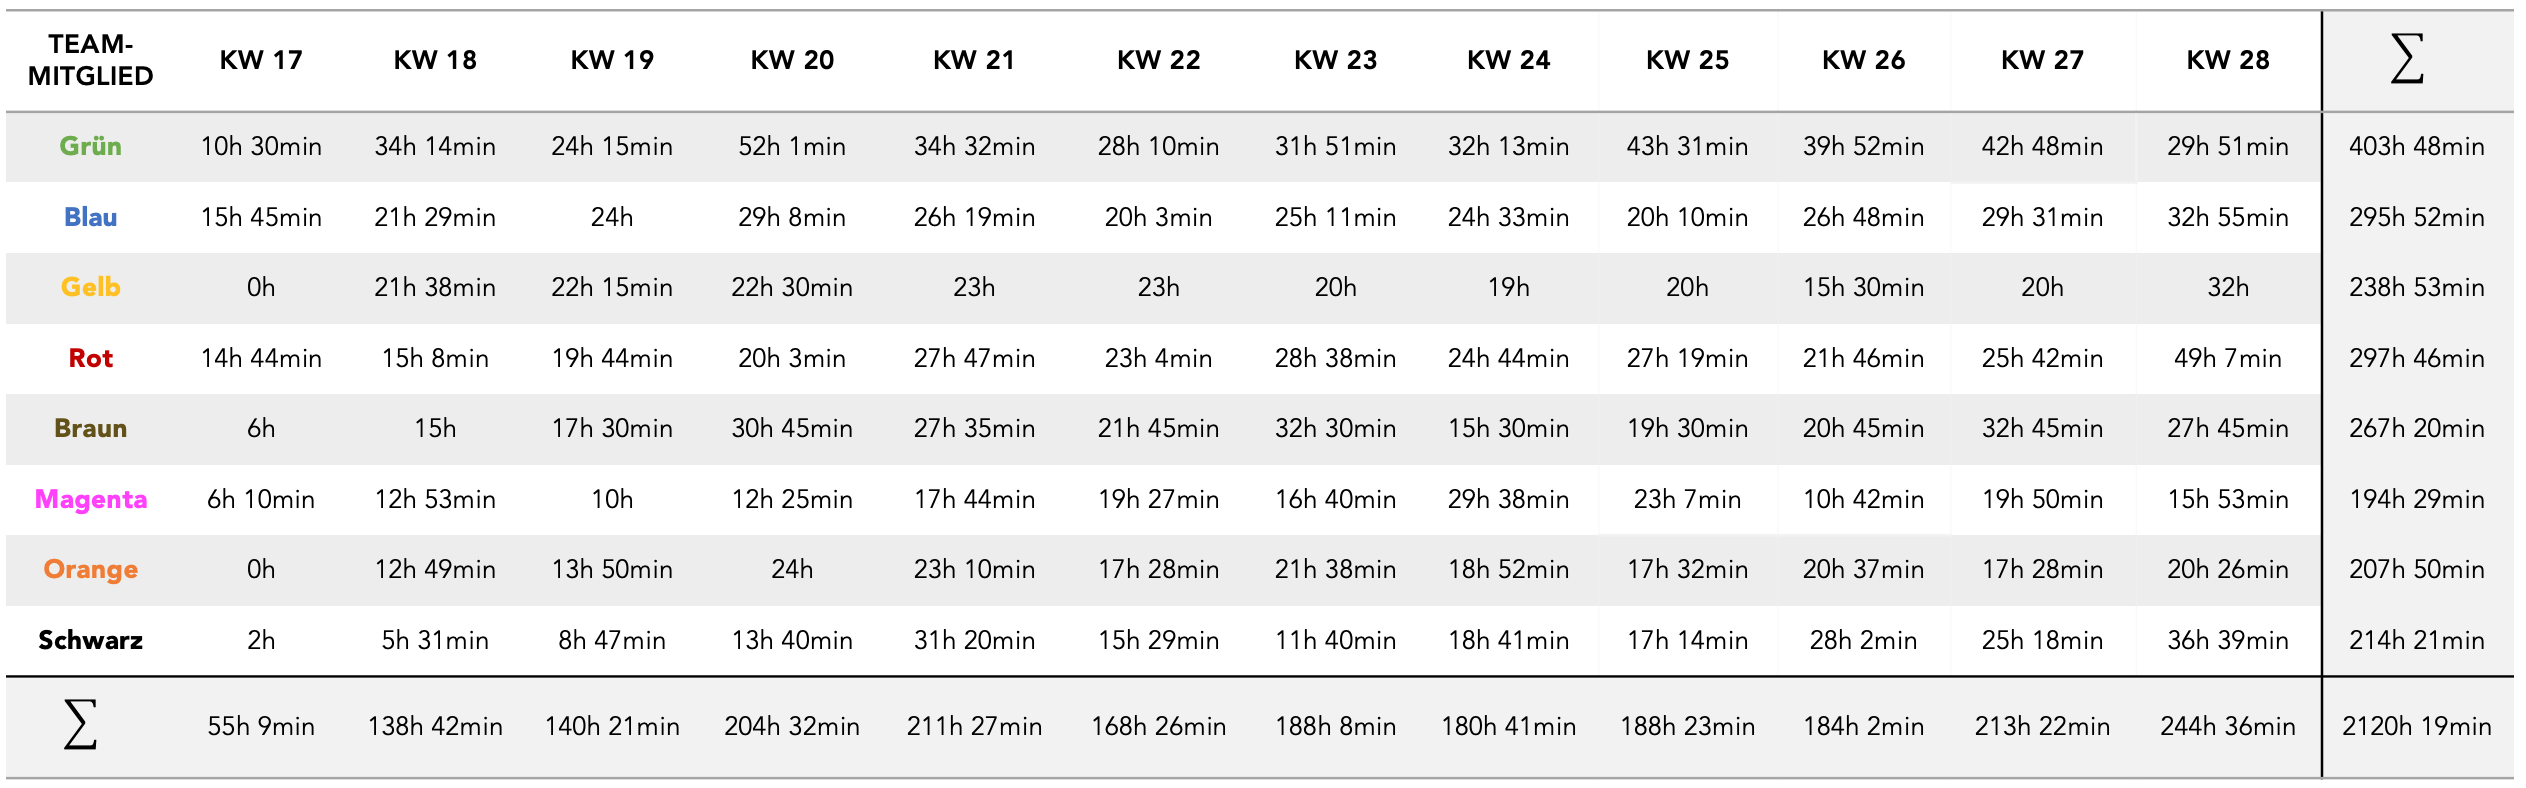 TEAM-
MITGLIED KW 17 KW 18 KW 19 KW 20 KW 21 KW 22 KW 23 KW 24 KW 25 KW 26 KW 27 KW 28 ∑
Grün 10h 30min 34h 14min 24h 15min 52h 1min 34h 32min 28h 10min 31h 51min 32h 13min 43h 31min 39h 52min 42h 48min 29h 51min 403h 48min
Blau 15h 45min 21h 29min 24h 29h 8min 26h 19min 20h 3min 25h 11min 24h 33min 20h 10min 26h 48min 29h 31min 32h 55min 295h 52min
Gelb 0h 21h 38min 22h 15min 22h 30min 23h 23h 20h 19h 20h 15h 30min 20h 32h 238h 53min
Rot 14h 44min 15h 8min 19h 44min 20h 3min 27h 47min 23h 4min 28h 38min 24h 44min 27h 19min 21h 46min 25h 42min 49h 7min 297h 46min
Braun 6h 15h 17h 30min 30h 45min 27h 35min 21h 45min 32h 30min 15h 30min 19h 30min 20h 45min 32h 45min 27h 45min 267h 20min
Magenta 6h 10min 12h 53min 10h 12h 25min 17h 44min 19h 27min 16h 40min 29h 38min 23h 7min 10h 42min 19h 50min 15h 53min 194h 29min
Orange 0h 12h 49min 13h 50min 24h 23h 10min 17h 28min 21h 38min 18h 52min 17h 32min 20h 37min 17h 28min 20h 26min 207h 50min
Schwarz 2h 5h 31min 8h 47min 13h 40min 31h 20min 15h 29min 11h 40min 18h 41min 17h 14min 28h 2min 25h 18min 36h 39min 214h 21min
∑ 55h 9min 138h 42min 140h 21min 204h 32min 211h 27min 168h 26min 188h 8min 180h 41min 188h 23min 184h 2min 213h 22min 244h 36min 2120h 19min